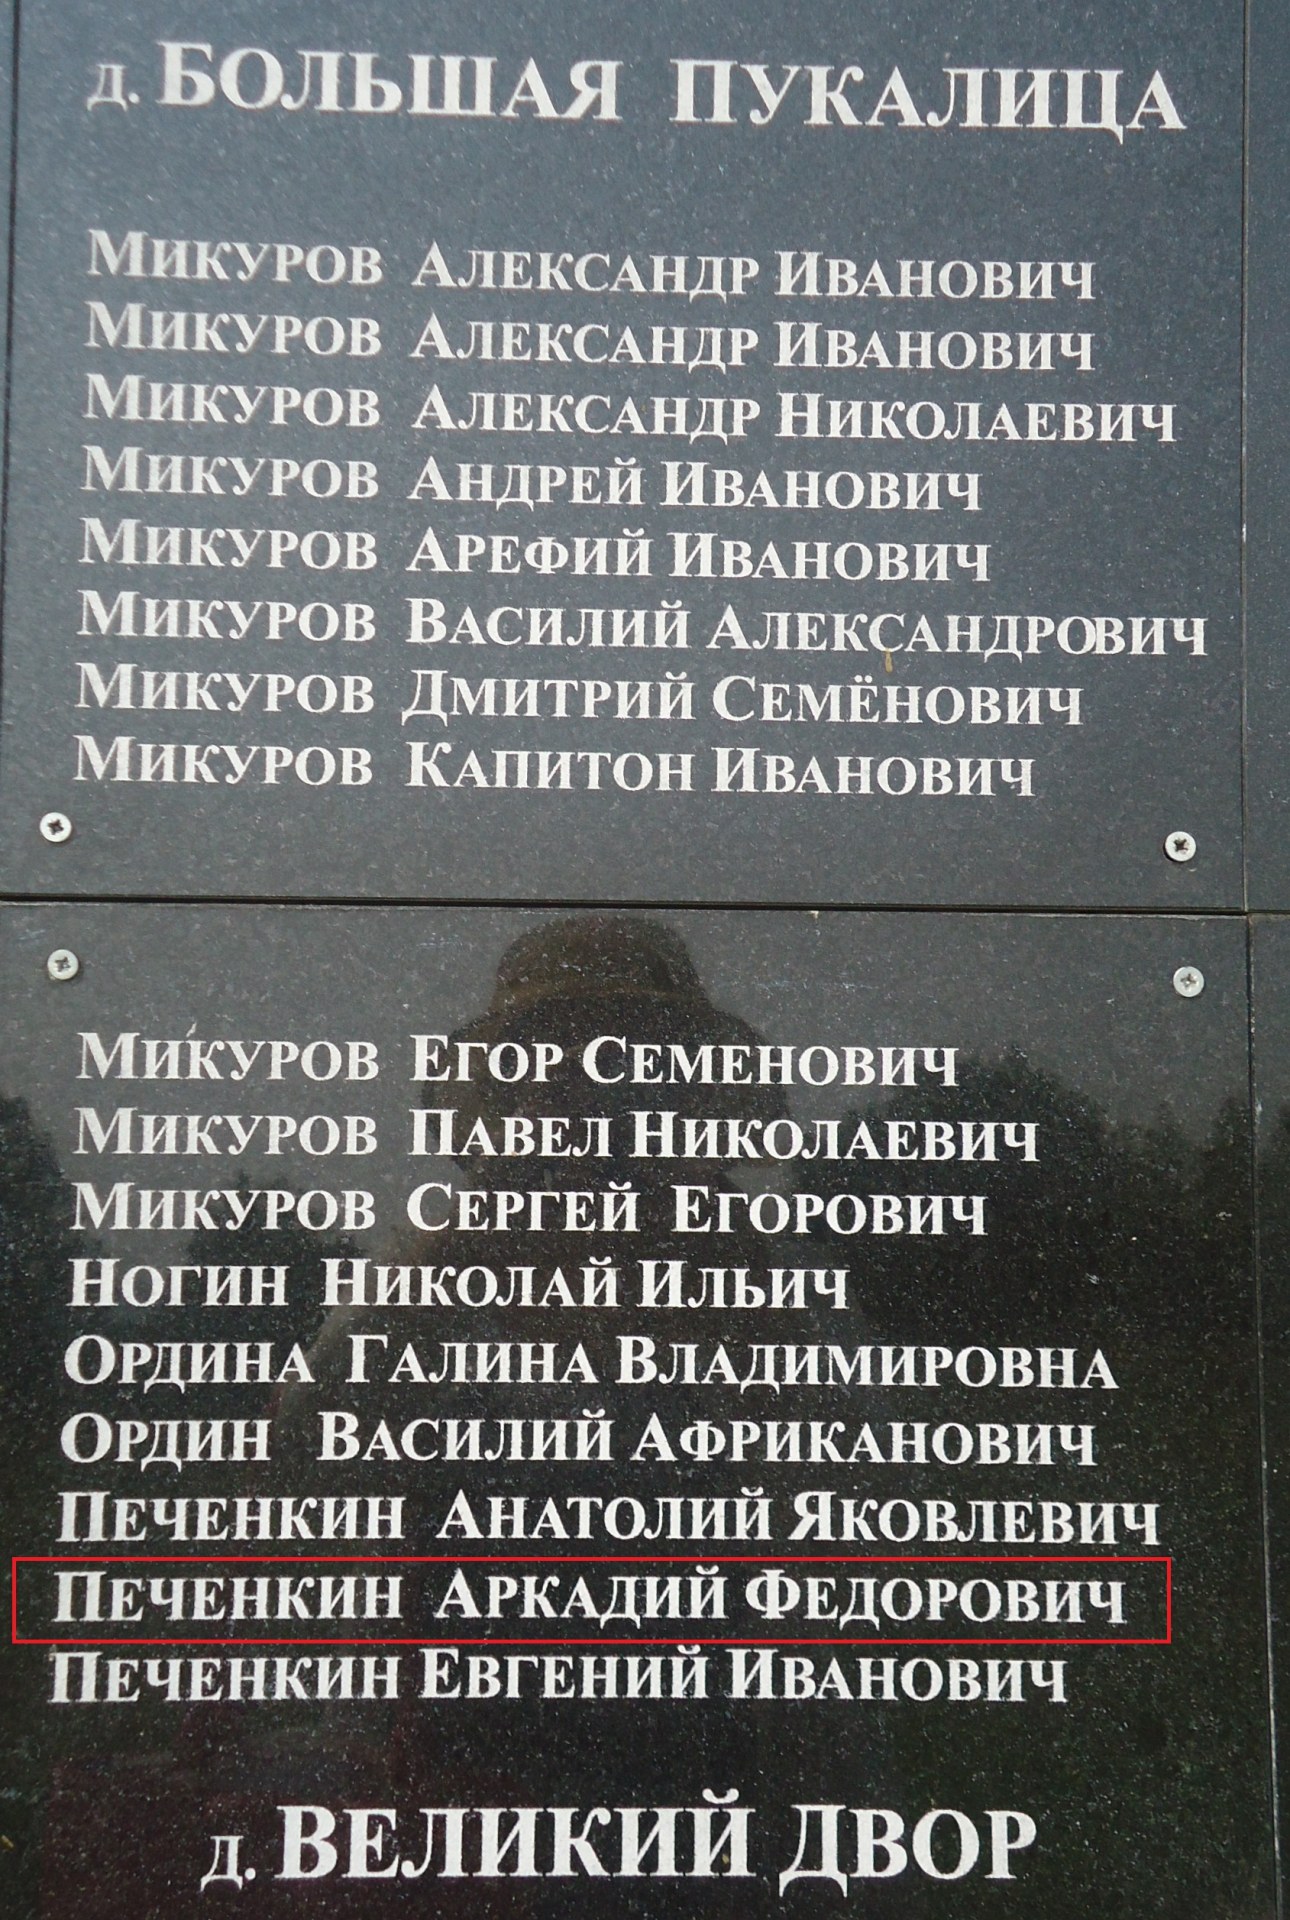 д. БОЛЬШАЯ ПУКАЛИЦА
МИКУРОВ АЛЕКСАНДР ИВАНОВИЧ
МИКУРОВ АЛЕКСАНДР ИВАНОВИЧ
МИКУРОВ АЛЕКСАНДР НИКОЛАЕВИЧ
МИКУРОВ АНДРЕЙ ИВАНОВИЧ
МИКУРОВ АРЕФИЙ ИВАНОВИЧ
МИКУРОВ ВАСИЛИЙ АЛЕКСАНДРОВИЧ
МИКУРОВ ДМИТРИЙ СЕМЁНОВИЧ
МИКУРОВ КАПИТОН ИВАНОВИЧ
МИКУРОВ ЕГОР СЕМЕНОВИЧ
МИКУРОВ ПАВЕЛ НИКОЛАЕВИЧ
МИКУРОВ СЕРГЕЙ ЕГОРОВИЧ
НОГИН НИКОЛАЙ ИЛЬИЧ
ОРДИНА ГАЛИНА ВЛАДИМИРОВНА
ОРДИН ВАСИЛИЙ АФРИКАНОВИЧ
ПЕЧЕНКИН АНАТОЛИЙ ЯКОВЛЕВИЧ
ПЕЧЕНКИН АРКАДИЙ ФЕДОРОВИЧ
ПЕЧЕНКИН ЕВГЕНИЙ ИВАНОВИЧ
д. ВЕЛИКИЙ ДВОР